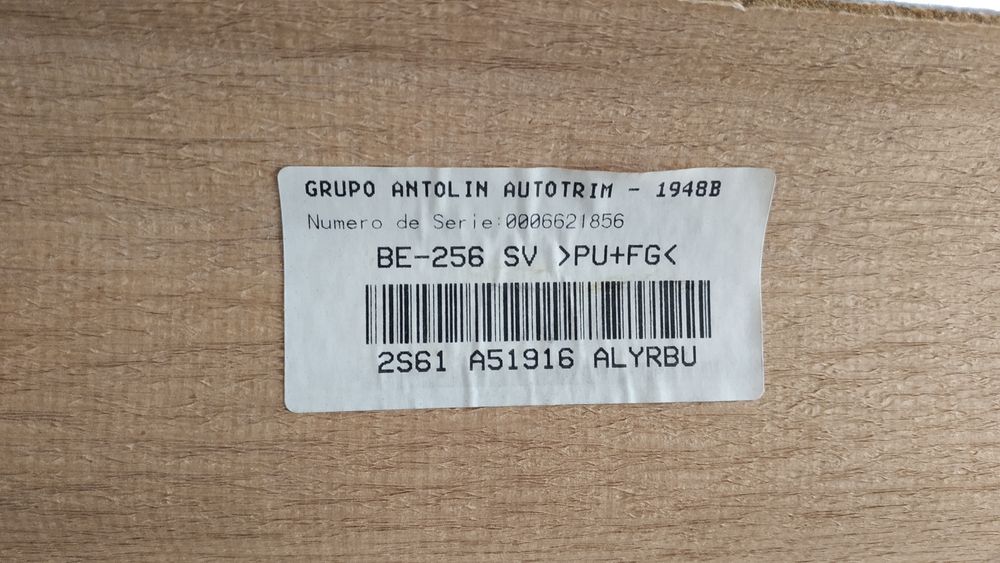 GRUPO ANTOLIN AUTOTRIM - 1948B
Numero de Serie:0006621856
BE-256 SV >PU+FG<
2S61 A51916 ALYRBU